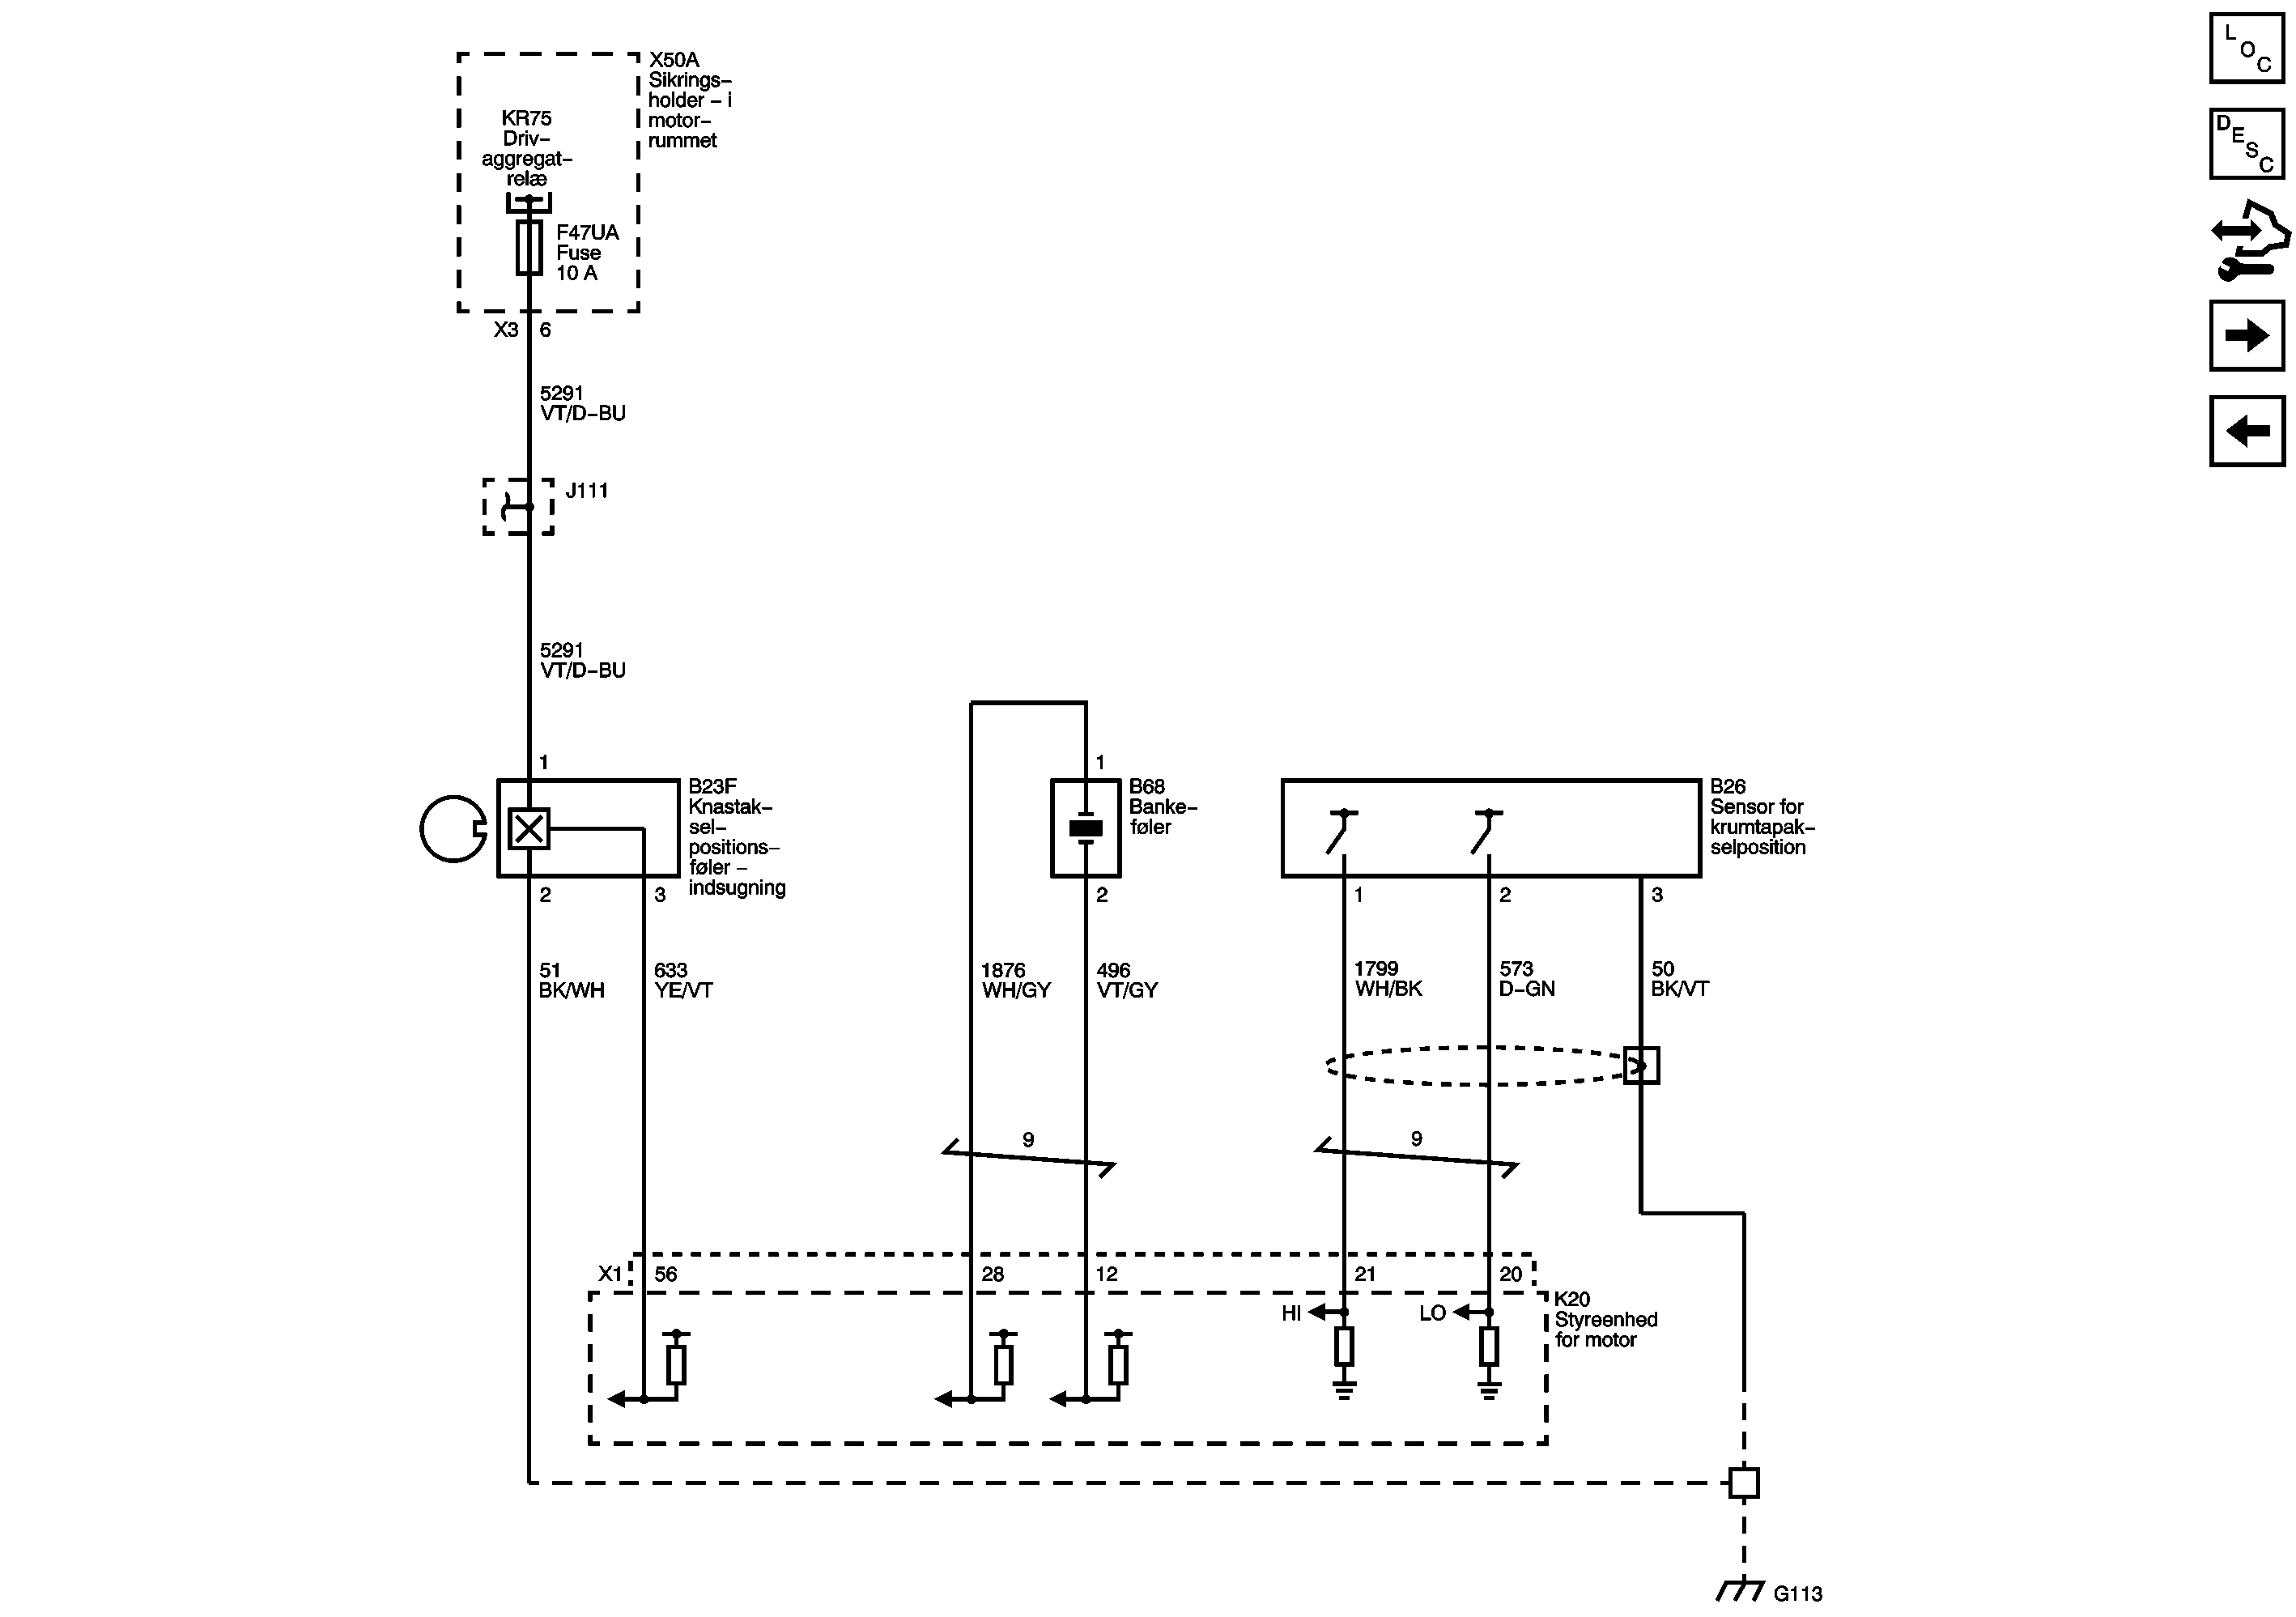 X50A
Sikrings–
holder – i
motor–
rummet
KR75
Driv–
aggregat–
relæ
F47UA
Fuse
10 A
X3 6
5291
VT/D–BU
J111
5291
VT/D–BU
1
B23F
Knastak–
sel–
positions–
føler –
indsugning
2 3
1
B68
Banke–
føler
2
B26
Sensor for
krumtapak–
selposition
1 2 3
51
BK/WH
633
YE/VT
1876
WH/GY
496
VT/GY
1799
WH/BK
573
D–GN
50
BK/VT
9
9
X1 56 28 12 21 20
HI
LO
K20
Styreenhed
for motor
G113
LOC
DESC